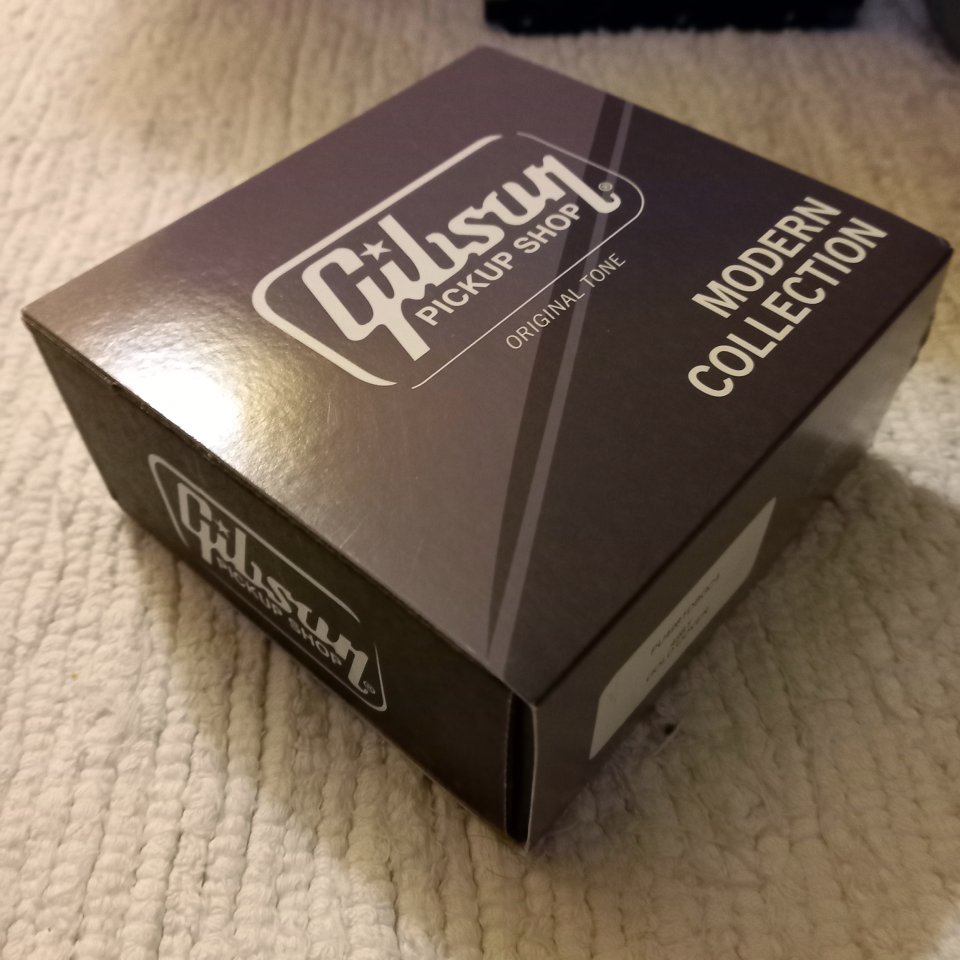 Gibson®
PICKUP SHOP
ORIGINAL TONE
MODERN
COLLECTION
Gibson
PICKUP SHOP®